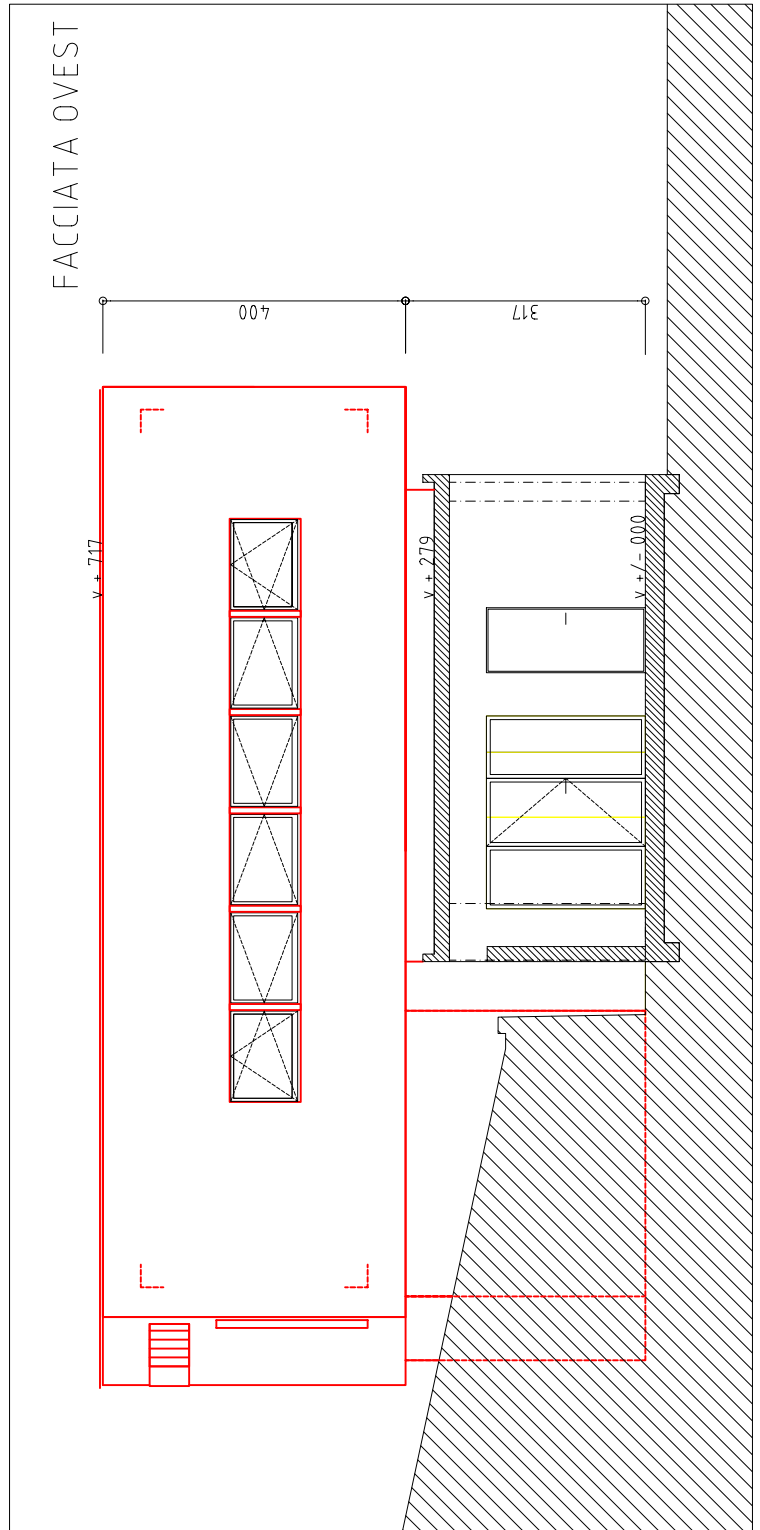 FACCIATA OVEST
400
317
v + 717
v + 279
v +/- 000